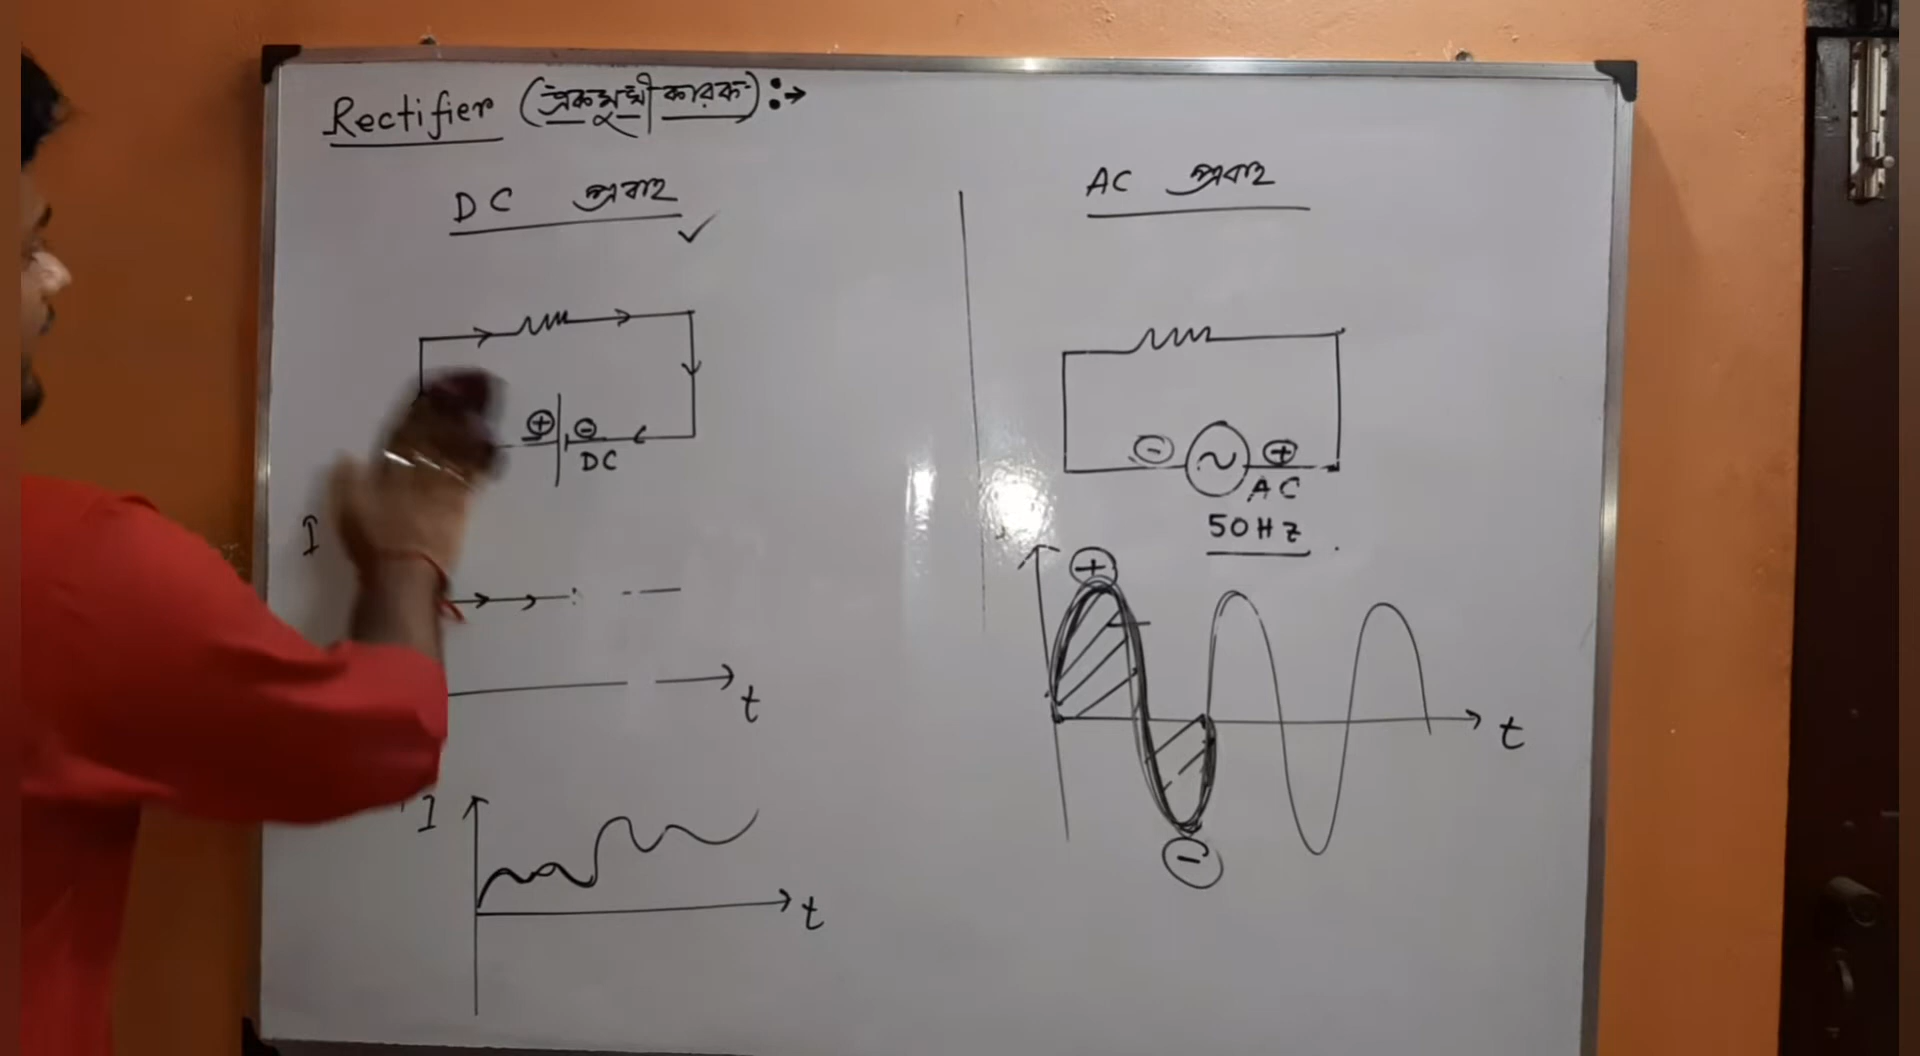 Rectifier (একমুখীকারক):→
DC প্রবাহ
✓
⊕ ⊖
DC
I
t
I
t
AC প্রবাহ
⊖ ~ ⊕
AC
50Hz
⊕
t
⊖